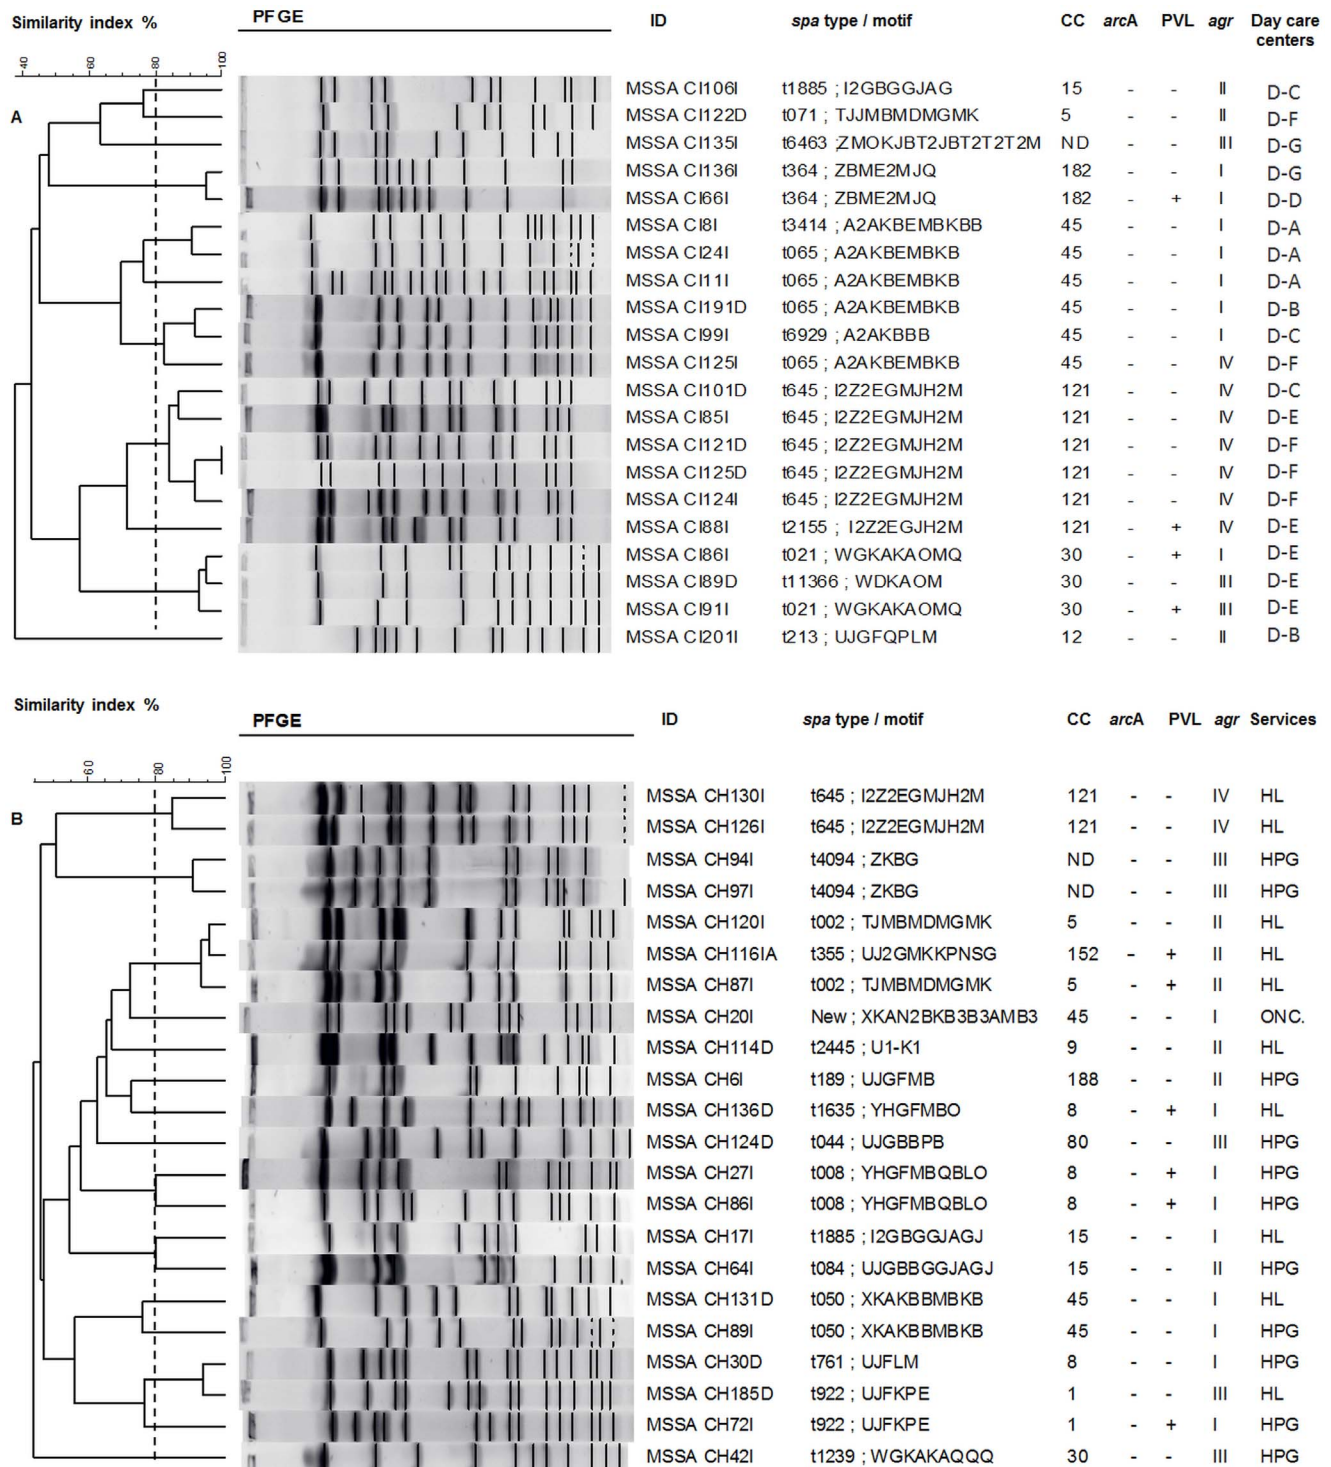 Similarity index % PFGE ID spa type / motif CC arcA PVL agr Day care centers
40 60 80 100
A
MSSA CI106I t1885 ; I2GBGGJAG 15 - - II D-C
MSSA CI122D t071 ; TJJMBMDMGMK 5 - - II D-F
MSSA CI135I t6463 ;ZMOKJBT2JBT2T2T2M ND - - III D-G
MSSA CI136I t364 ; ZBME2MJQ 182 - - I D-G
MSSA CI66I t364 ; ZBME2MJQ 182 - + I D-D
MSSA CI8I t3414 ; A2AKBEMBKBB 45 - - I D-A
MSSA CI24I t065 ; A2AKBEMBKB 45 - - I D-A
MSSA CI11I t065 ; A2AKBEMBKB 45 - - I D-A
MSSA CI191D t065 ; A2AKBEMBKB 45 - - I D-B
MSSA CI99I t6929 ; A2AKBBB 45 - - I D-C
MSSA CI125I t065 ; A2AKBEMBKB 45 - - IV D-F
MSSA CI101D t645 ; I2Z2EGMJH2M 121 - - IV D-C
MSSA CI85I t645 ; I2Z2EGMJH2M 121 - - IV D-E
MSSA CI121D t645 ; I2Z2EGMJH2M 121 - - IV D-F
MSSA CI125D t645 ; I2Z2EGMJH2M 121 - - IV D-F
MSSA CI124I t645 ; I2Z2EGMJH2M 121 - - IV D-F
MSSA CI88I t2155 ; I2Z2EGJH2M 121 - + IV D-E
MSSA CI86I t021 ; WGKAKAOMQ 30 - + I D-E
MSSA CI89D t11366 ; WDKAOM 30 - - III D-E
MSSA CI91I t021 ; WGKAKAOMQ 30 - + III D-E
MSSA CI201I t213 ; UJGFQPLM 12 - - II D-B
Similarity index % PFGE ID spa type / motif CC arcA PVL agr Services
60 80 100
B
MSSA CH130I t645 ; I2Z2EGMJH2M 121 - - IV HL
MSSA CH126I t645 ; I2Z2EGMJH2M 121 - - IV HL
MSSA CH94I t4094 ; ZKBG ND - - III HPG
MSSA CH97I t4094 ; ZKBG ND - - III HPG
MSSA CH120I t002 ; TJMBMDMGMK 5 - - II HL
MSSA CH116IA t355 ; UJ2GMKKPNSG 152 - + II HL
MSSA CH87I t002 ; TJMBMDMGMK 5 - + II HL
MSSA CH20I New ; XKAN2BKB3B3AMB3 45 - - I ONC.
MSSA CH114D t2445 ; U1-K1 9 - - II HL
MSSA CH6I t189 ; UJGFMB 188 - - II HPG
MSSA CH136D t1635 ; YHGFMBO 8 - + I HL
MSSA CH124D t044 ; UJGBBPB 80 - - III HPG
MSSA CH27I t008 ; YHGFMBQBLO 8 - + I HPG
MSSA CH86I t008 ; YHGFMBQBLO 8 - + I HPG
MSSA CH17I t1885 ; I2GBGGJAGJ 15 - - I HL
MSSA CH64I t084 ; UJGBBGGJAGJ 15 - - II HPG
MSSA CH131D t050 ; XKAKBBMBKB 45 - - I HL
MSSA CH89I t050 ; XKAKBBMBKB 45 - - I HPG
MSSA CH30D t761 ; UJFLM 8 - - I HPG
MSSA CH185D t922 ; UJFKPE 1 - - III HL
MSSA CH72I t922 ; UJFKPE 1 - + I HPG
MSSA CH42I t1239 ; WGKAKAQQQ 30 - - III HPG